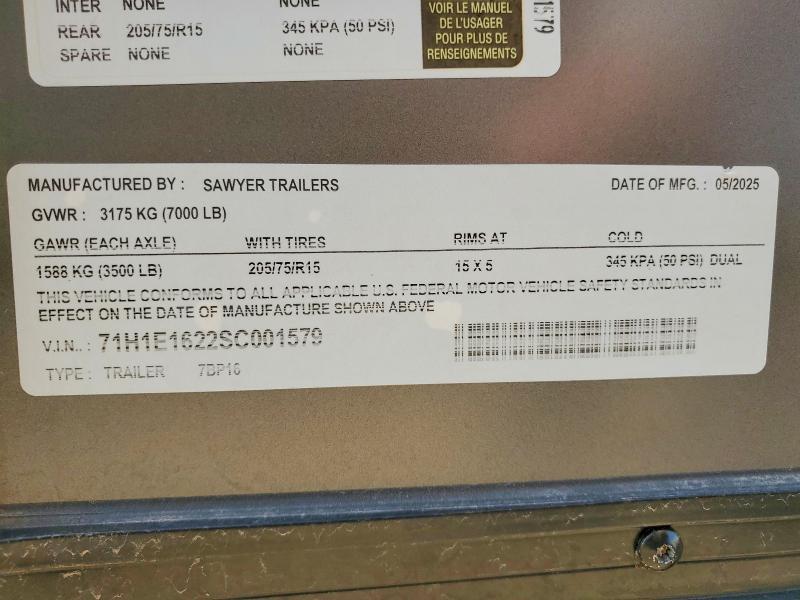 INTER NONE NONE
REAR 205/75/R15 345 KPA (50 PSI)
SPARE NONE NONE
VOIR LE MANUEL
DE L'USAGER
POUR PLUS DE
RENSEIGNEMENTS
1579
MANUFACTURED BY : SAWYER TRAILERS DATE OF MFG. : 05/2025
GVWR : 3175 KG (7000 LB)
GAWR (EACH AXLE) WITH TIRES RIMS AT COLD
1588 KG (3500 LB) 205/75/R15 15 X 5 345 KPA (50 PSI) DUAL
THIS VEHICLE CONFORMS TO ALL APPLICABLE U.S. FEDERAL MOTOR VEHICLE SAFETY STANDARDS IN
EFFECT ON THE DATE OF MANUFACTURE SHOWN ABOVE
V.I.N.. : 71H1E1622SC001579
TYPE : TRAILER 7BP16